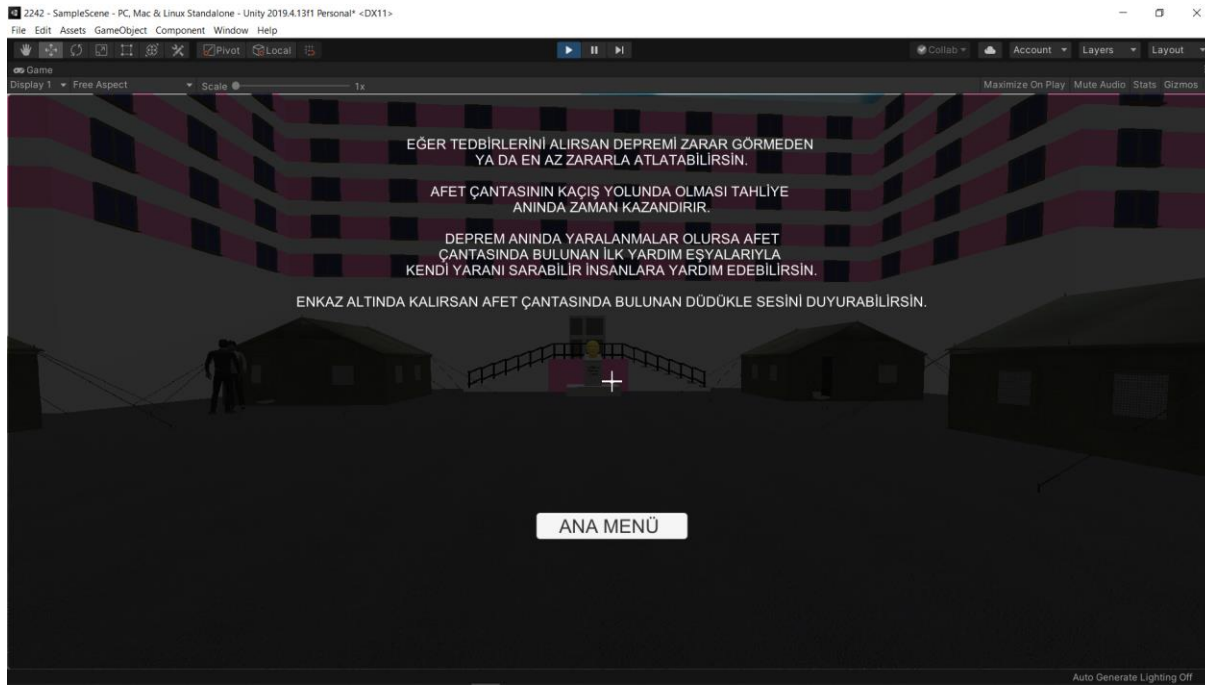 2242 - SampleScene - PC, Mac & Linux Standalone - Unity 2019.4.13f1 Personal* <DX11>
File Edit Assets GameObject Component Window Help
Pivot Local Collab Account Layers Layout
Game
Display 1 Free Aspect Scale 1x Maximize On Play Mute Audio Stats Gizmos
EĞER TEDBİRLERİNİ ALIRSAN DEPREMİ ZARAR GÖRMEDEN
YA DA EN AZ ZARARLA ATLATABİLİRSİN.
AFET ÇANTASININ KAÇIŞ YOLUNDA OLMASI TAHLİYE
ANINDA ZAMAN KAZANDIRIR.
DEPREM ANINDA YARALANMALAR OLURSA AFET
ÇANTASINDA BULUNAN İLK YARDIM EŞYALARIYLA
KENDİ YARANI SARABİLİR İNSANLARA YARDIM EDEBİLİRSİN.
ENKAZ ALTINDA KALIRSAN AFET ÇANTASINDA BULUNAN DÜDÜKLE SESİNİ DUYURABİLİRSİN.
ANA MENÜ
Auto Generate Lighting Off